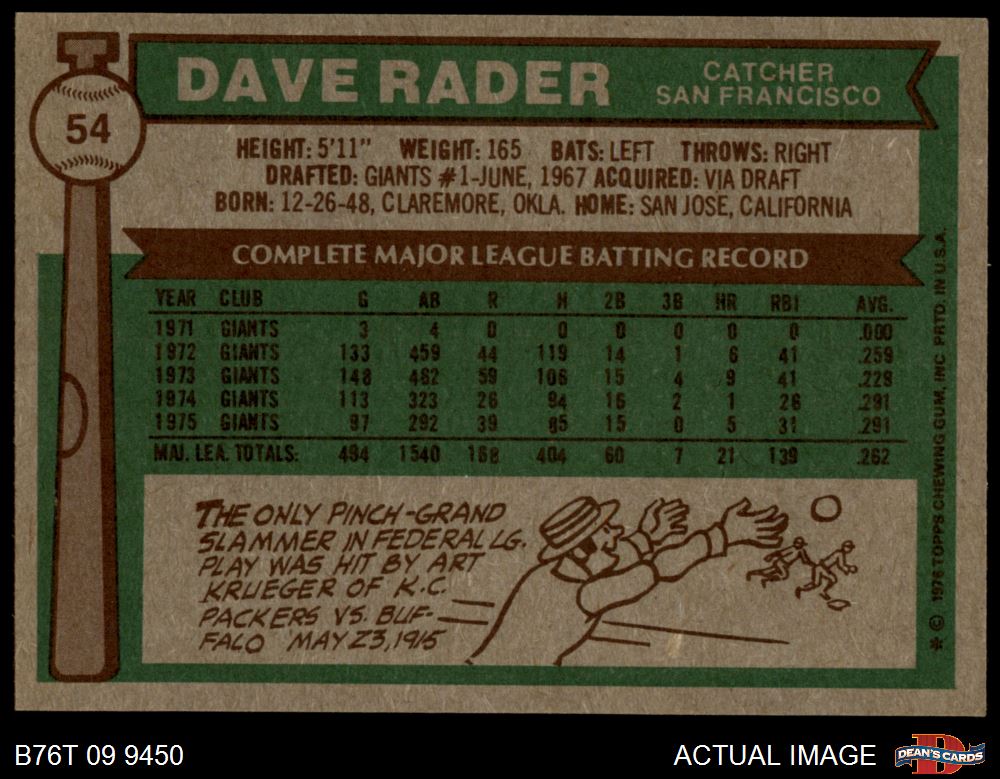 DAVE RADER
CATCHER
SAN FRANCISCO
54
HEIGHT: 5'11" WEIGHT: 165 BATS: LEFT THROWS: RIGHT
DRAFTED: GIANTS #1-JUNE, 1967 ACQUIRED: VIA DRAFT
BORN: 12-26-48, CLAREMORE, OKLA. HOME: SAN JOSE, CALIFORNIA
COMPLETE MAJOR LEAGUE BATTING RECORD
YEAR CLUB G AB R H 2B 3B HR RBI AVG.
1971 GIANTS 3 4 0 0 0 0 0 0 .000
1972 GIANTS 133 459 44 119 14 1 6 41 .259
1973 GIANTS 148 462 59 106 15 4 9 41 .229
1974 GIANTS 113 323 26 94 16 2 1 26 .291
1975 GIANTS 97 292 39 85 15 0 5 31 .291
MAJ. LEA. TOTALS: 494 1540 168 404 60 7 21 139 .262
THE ONLY PINCH-GRAND
SLAMMER IN FEDERAL LG.
PLAY WAS HIT BY ART
KRUEGER OF K.C.
PACKERS VS. BUF-
FALO MAY 23, 1915
* © 1976 TOPPS CHEWING GUM, INC. PRTD. IN U.S.A.
B76T 09 9450
ACTUAL IMAGE
DEAN'S CARDS